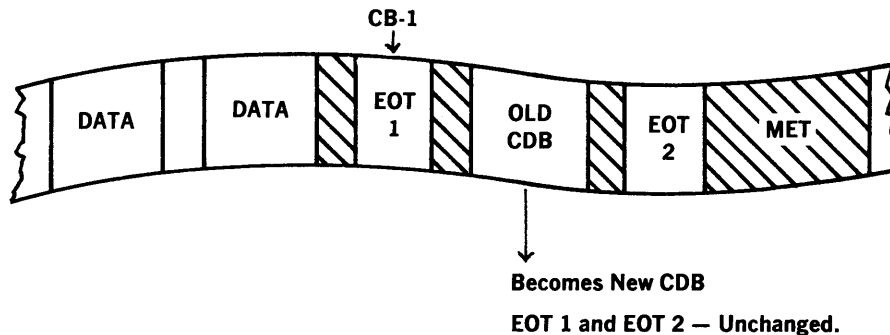 CB-1
DATA
DATA
EOT
1
OLD
CDB
EOT
2
MET
Becomes New CDB
EOT 1 and EOT 2 — Unchanged.